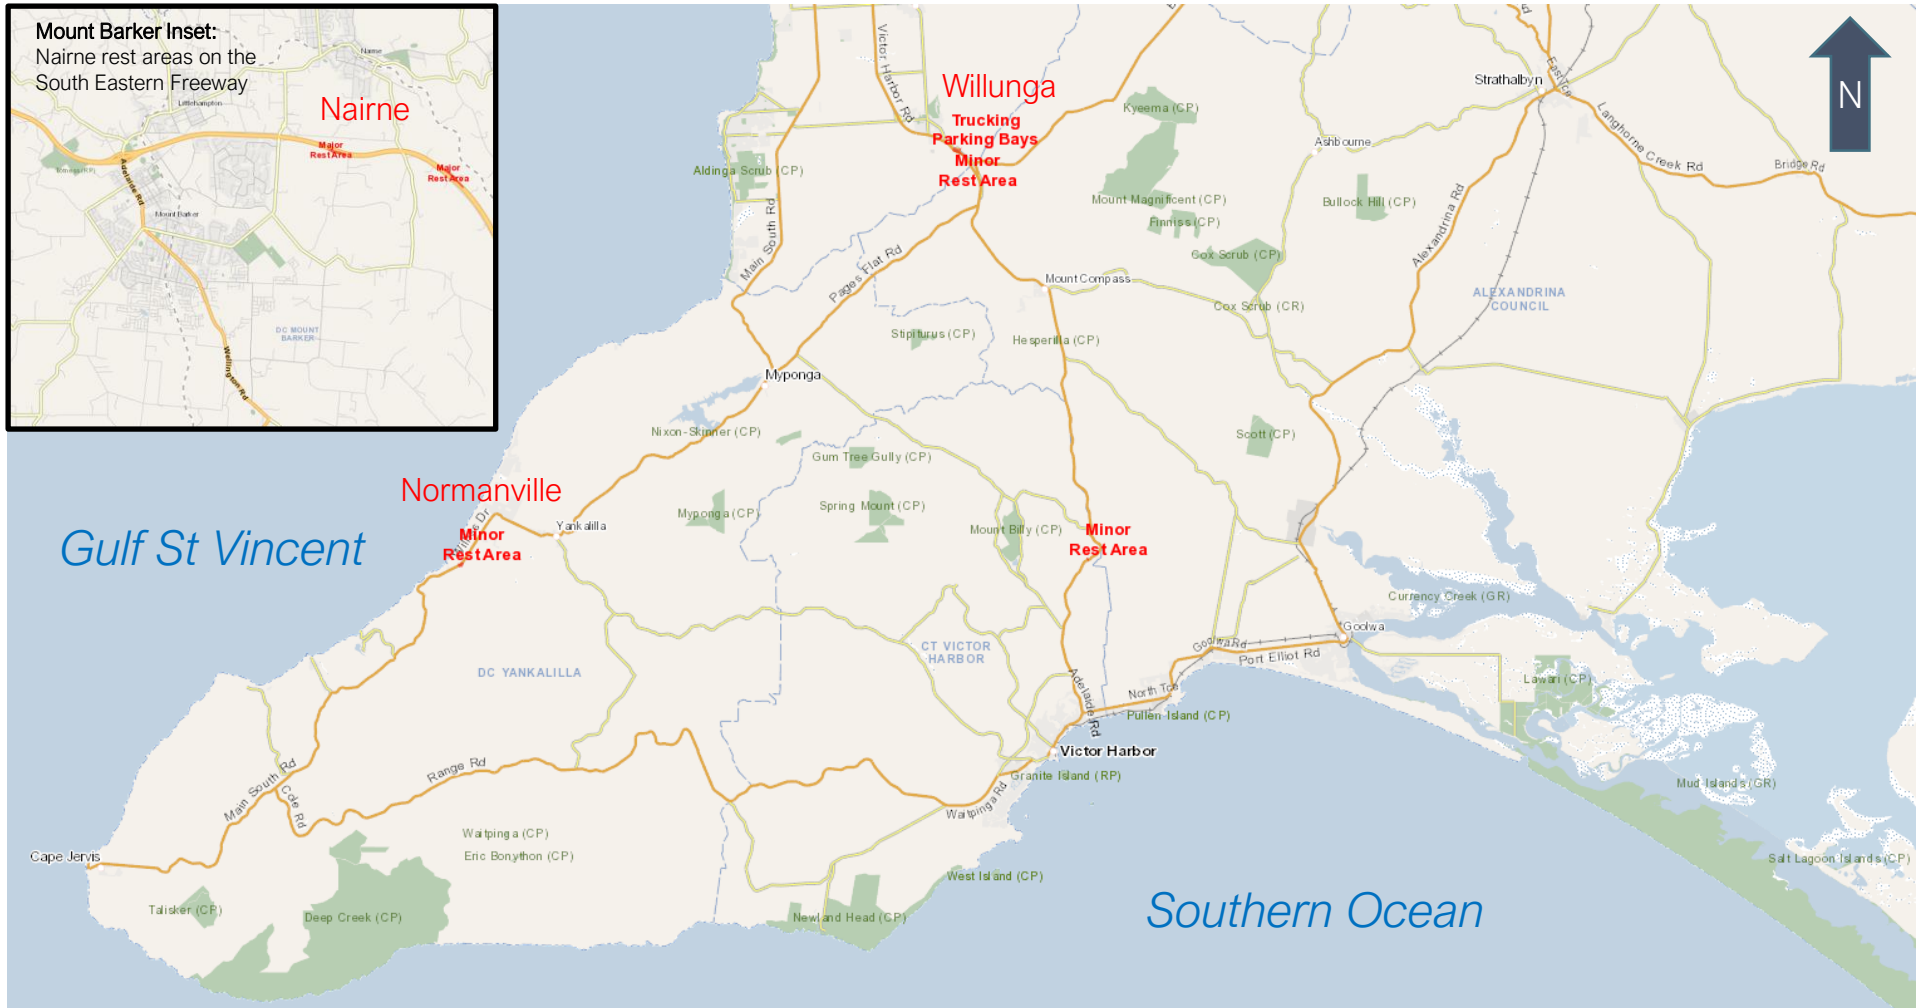 Mount Barker Inset:
Nairne rest areas on the
South Eastern Freeway
Nairne
Littlehampton
Nairne
Major
Rest Area
Major
Rest Area
Totness (RP)
Adelaide Rd
Mount Barker
DC MOUNT
BARKER
Wellington Rd
N
Victor Harbor Rd
Willunga
Trucking
Parking Bays
Minor
Rest Area
Strathalbyn
East Tce
Kyeema (CP)
Langhorne Creek Rd
Bridge Rd
Ashbourne
Aldinga Scrub (CP)
Mount Magnificent (CP)
Finniss (CP)
Bullock Hill (CP)
Main South Rd
Pages Flat Rd
Cox Scrub (CP)
Alexandrina Rd
Mount Compass
Cox Scrub (CR)
ALEXANDRINA
COUNCIL
Stipiturus (CP)
Hesperilla (CP)
Myponga
Nixon-Skinner (CP)
Scott (CP)
Gum Tree Gully (CP)
Normanville
Gulf St Vincent
Minor
Rest Area
Yankalilla
Myponga (CP)
Spring Mount (CP)
Mount Billy (CP)
Minor
Rest Area
Currency Creek (GR)
Goolwa
Goolwa Rd
Port Elliot Rd
CT VICTOR
HARBOR
DC YANKALILLA
Adelaide Rd
North Tce
Lawari (CP)
Pullen Island (CP)
Victor Harbor
Granite Island (RP)
Range Rd
Main South Rd
Cole Rd
Waitpinga Rd
Mud Islands (GR)
Waitpinga (CP)
Eric Bonython (CP)
Cape Jervis
Salt Lagoon Islands (CP)
West Island (CP)
Talisker (CP)
Deep Creek (CP)
Newland Head (CP)
Southern Ocean